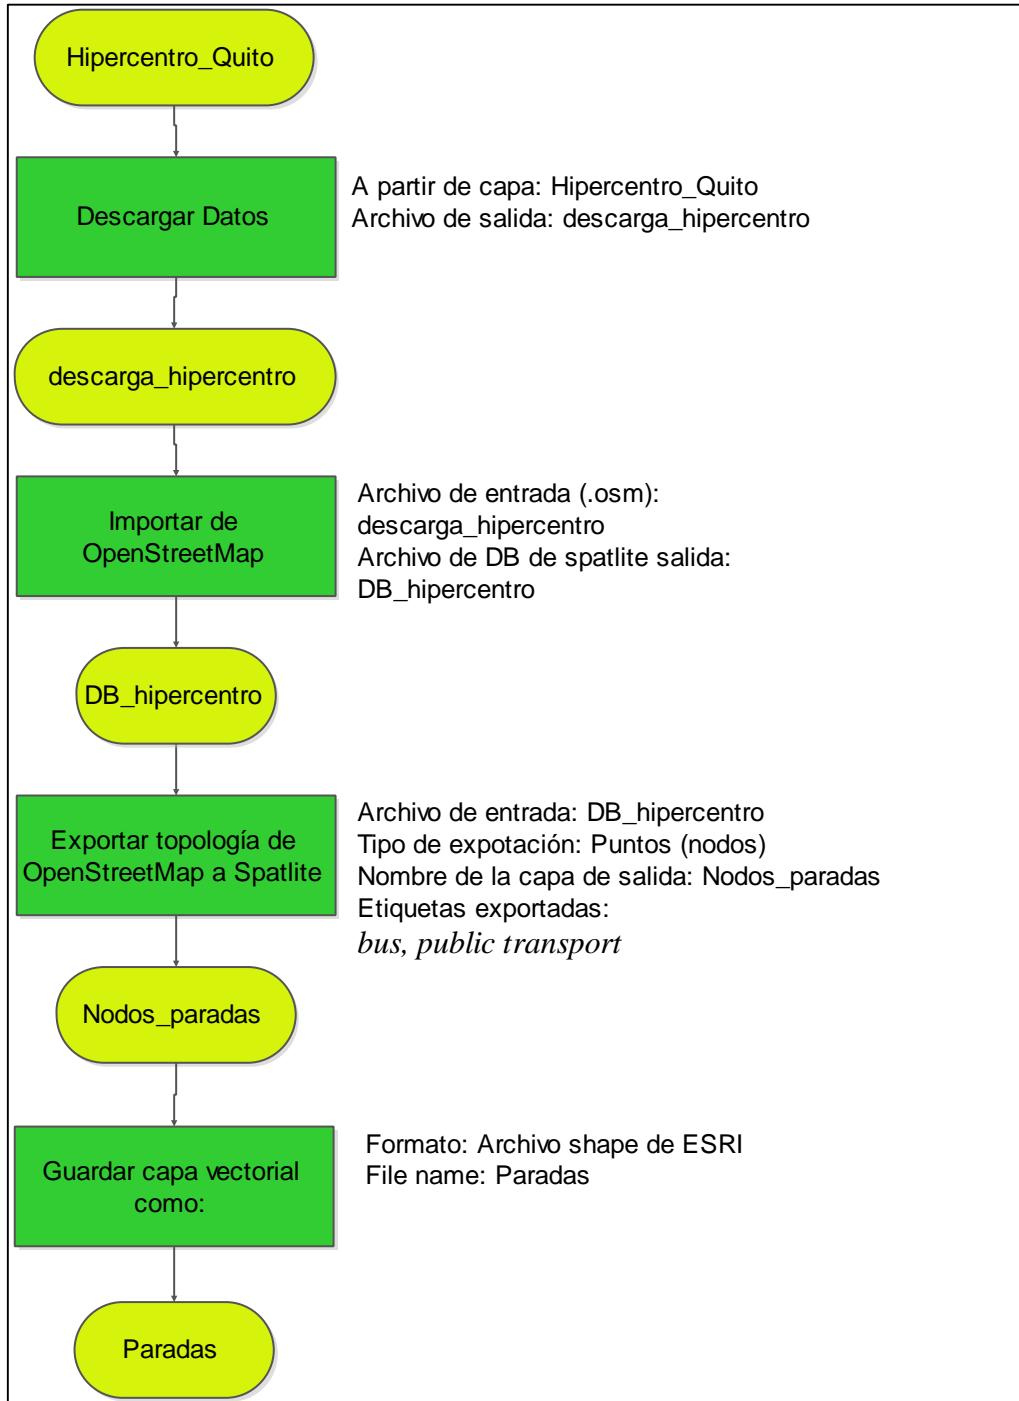 Hipercentro_Quito
Descargar Datos
A partir de capa: Hipercentro_Quito
Archivo de salida: descarga_hipercentro
descarga_hipercentro
Importar de
OpenStreetMap
Archivo de entrada (.osm):
descarga_hipercentro
Archivo de DB de spatlite salida:
DB_hipercentro
DB_hipercentro
Exportar topología de
OpenStreetMap a Spatlite
Archivo de entrada: DB_hipercentro
Tipo de expotación: Puntos (nodos)
Nombre de la capa de salida: Nodos_paradas
Etiquetas exportadas:
bus, public transport
Nodos_paradas
Guardar capa vectorial
como:
Formato: Archivo shape de ESRI
File name: Paradas
Paradas